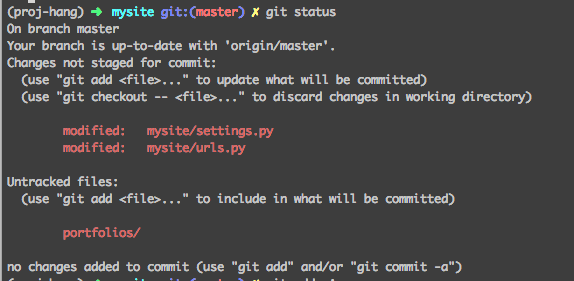 (proj-hang) ➜ mysite git:(master) ✗ git status
On branch master
Your branch is up-to-date with 'origin/master'.
Changes not staged for commit:
  (use "git add <file>..." to update what will be committed)
  (use "git checkout -- <file>..." to discard changes in working directory)

        modified:   mysite/settings.py
        modified:   mysite/urls.py

Untracked files:
  (use "git add <file>..." to include in what will be committed)

        portfolios/

no changes added to commit (use "git add" and/or "git commit -a")